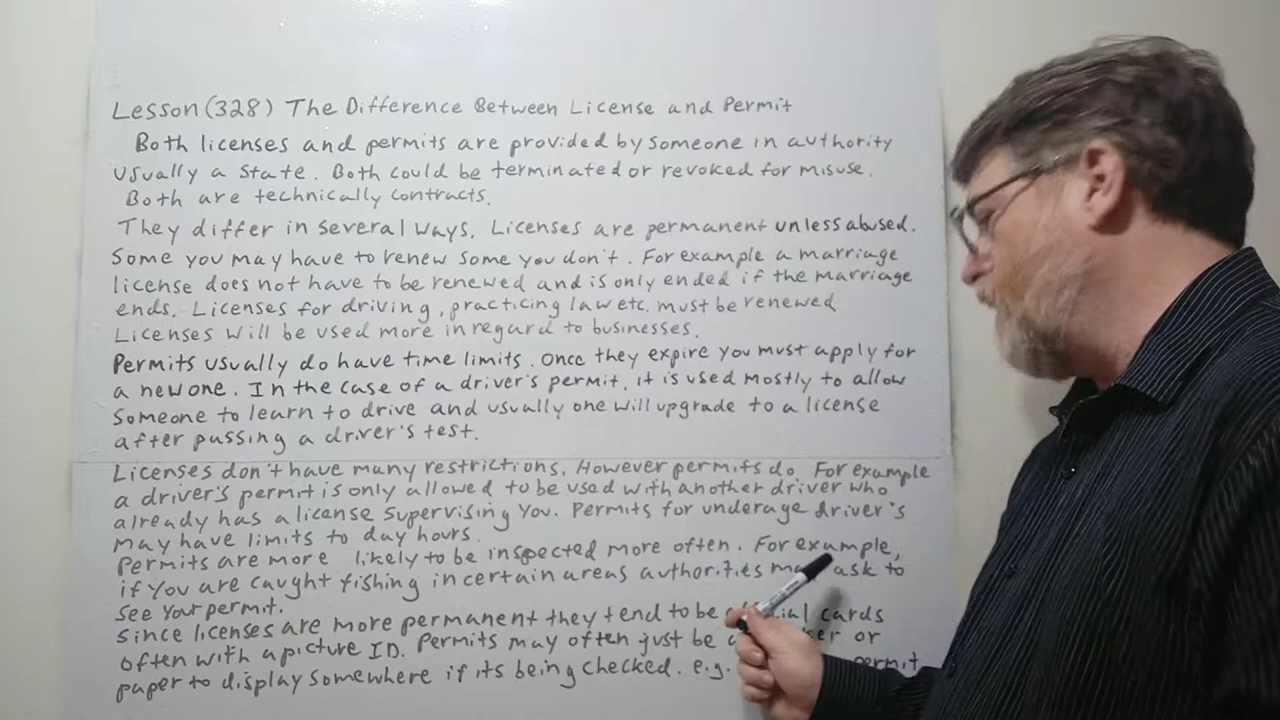 Lesson (328) The Difference Between License and Permit
Both licenses and permits are provided by someone in authority
usually a State. Both could be terminated or revoked for misuse.
Both are technically contracts.
They differ in several ways. Licenses are permanent unless abused.
Some you may have to renew some you don't. For example a marriage
license does not have to be renewed and is only ended if the marriage
ends. Licenses for driving, practicing law etc. must be renewed
Licenses will be used more in regard to businesses.
Permits usually do have time limits. Once they expire you must apply for
a new one. In the case of a driver's permit, it is used mostly to allow
someone to learn to drive and usually one will upgrade to a license
after passing a driver's test.
Licenses don't have many restrictions. However permits do. For example
a driver's permit is only allowed to be used with another driver who
already has a license supervising you. Permits for underage driver's
may have limits to day hours.
Permits are more likely to be inspected more often. For example,
if you are caught fishing in certain areas authorities may ask to
see your permit.
Since licenses are more permanent they tend to be cards
often with a picture ID. Permits may often just be a or
paper to display somewhere if its being checked. e.g. permit